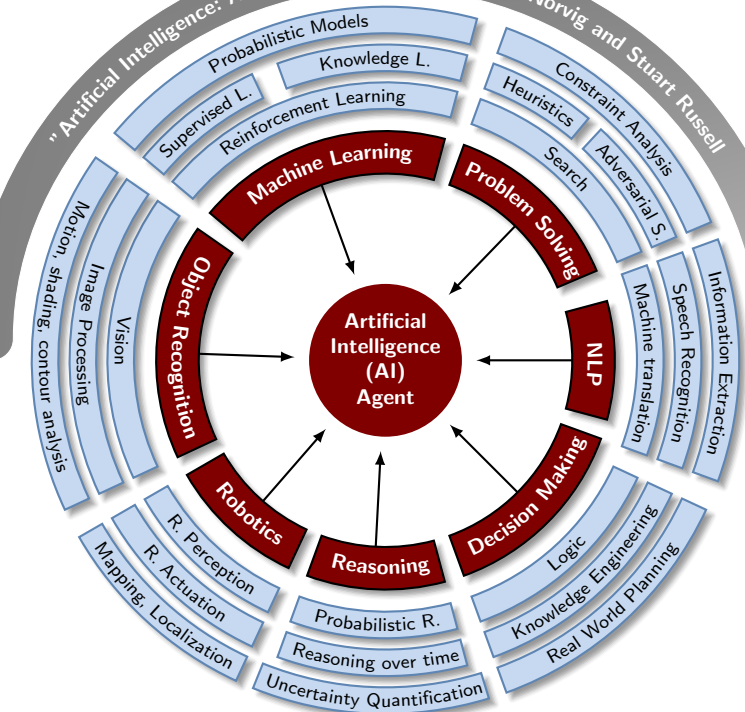 "Artificial Intelligence: A
Norvig and Stuart Russell
Probabilistic Models
Knowledge L.
Supervised L.
Reinforcement Learning
Machine Learning
Constraint Analysis
Heuristics
Adversarial S.
Search
Problem Solving
Information Extraction
Speech Recognition
Machine translation
NLP
Motion, shading, contour analysis
Image Processing
Vision
Object Recognition
Artificial
Intelligence
(AI)
Agent
Decision Making
Logic
Knowledge Engineering
Real World Planning
Reasoning
Probabilistic R.
Reasoning over time
Uncertainty Quantification
Robotics
R. Perception
R. Actuation
Mapping, Localization